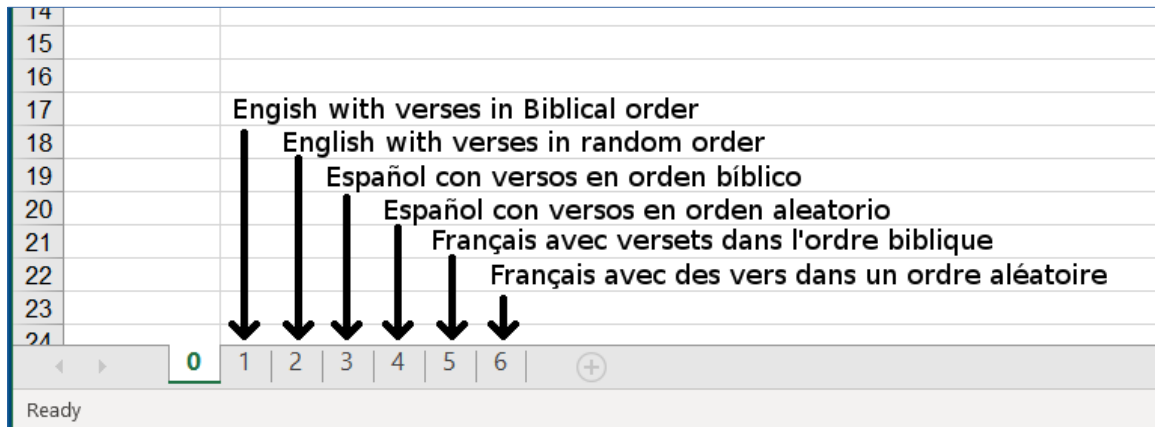 14
15
16
17 Engish with verses in Biblical order
18 English with verses in random order
19 Español con versos en orden bíblico
20 Español con versos en orden aleatorio
21 Français avec versets dans l'ordre biblique
22 Français avec des vers dans un ordre aléatoire
23
24
0 1 2 3 4 5 6
Ready